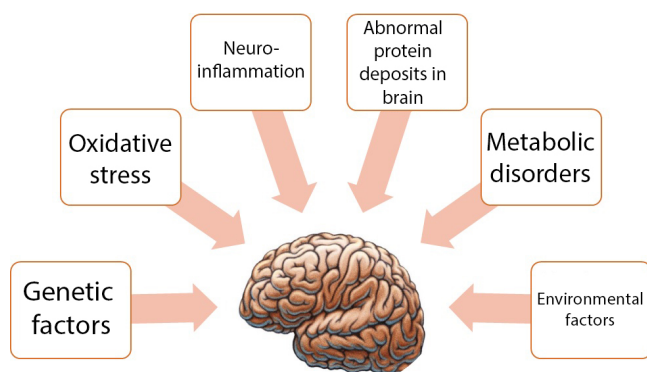 Neuro-
inflammation
Abnormal
protein
deposits in
brain
Oxidative
stress
Metabolic
disorders
Genetic
factors
Environmental
factors